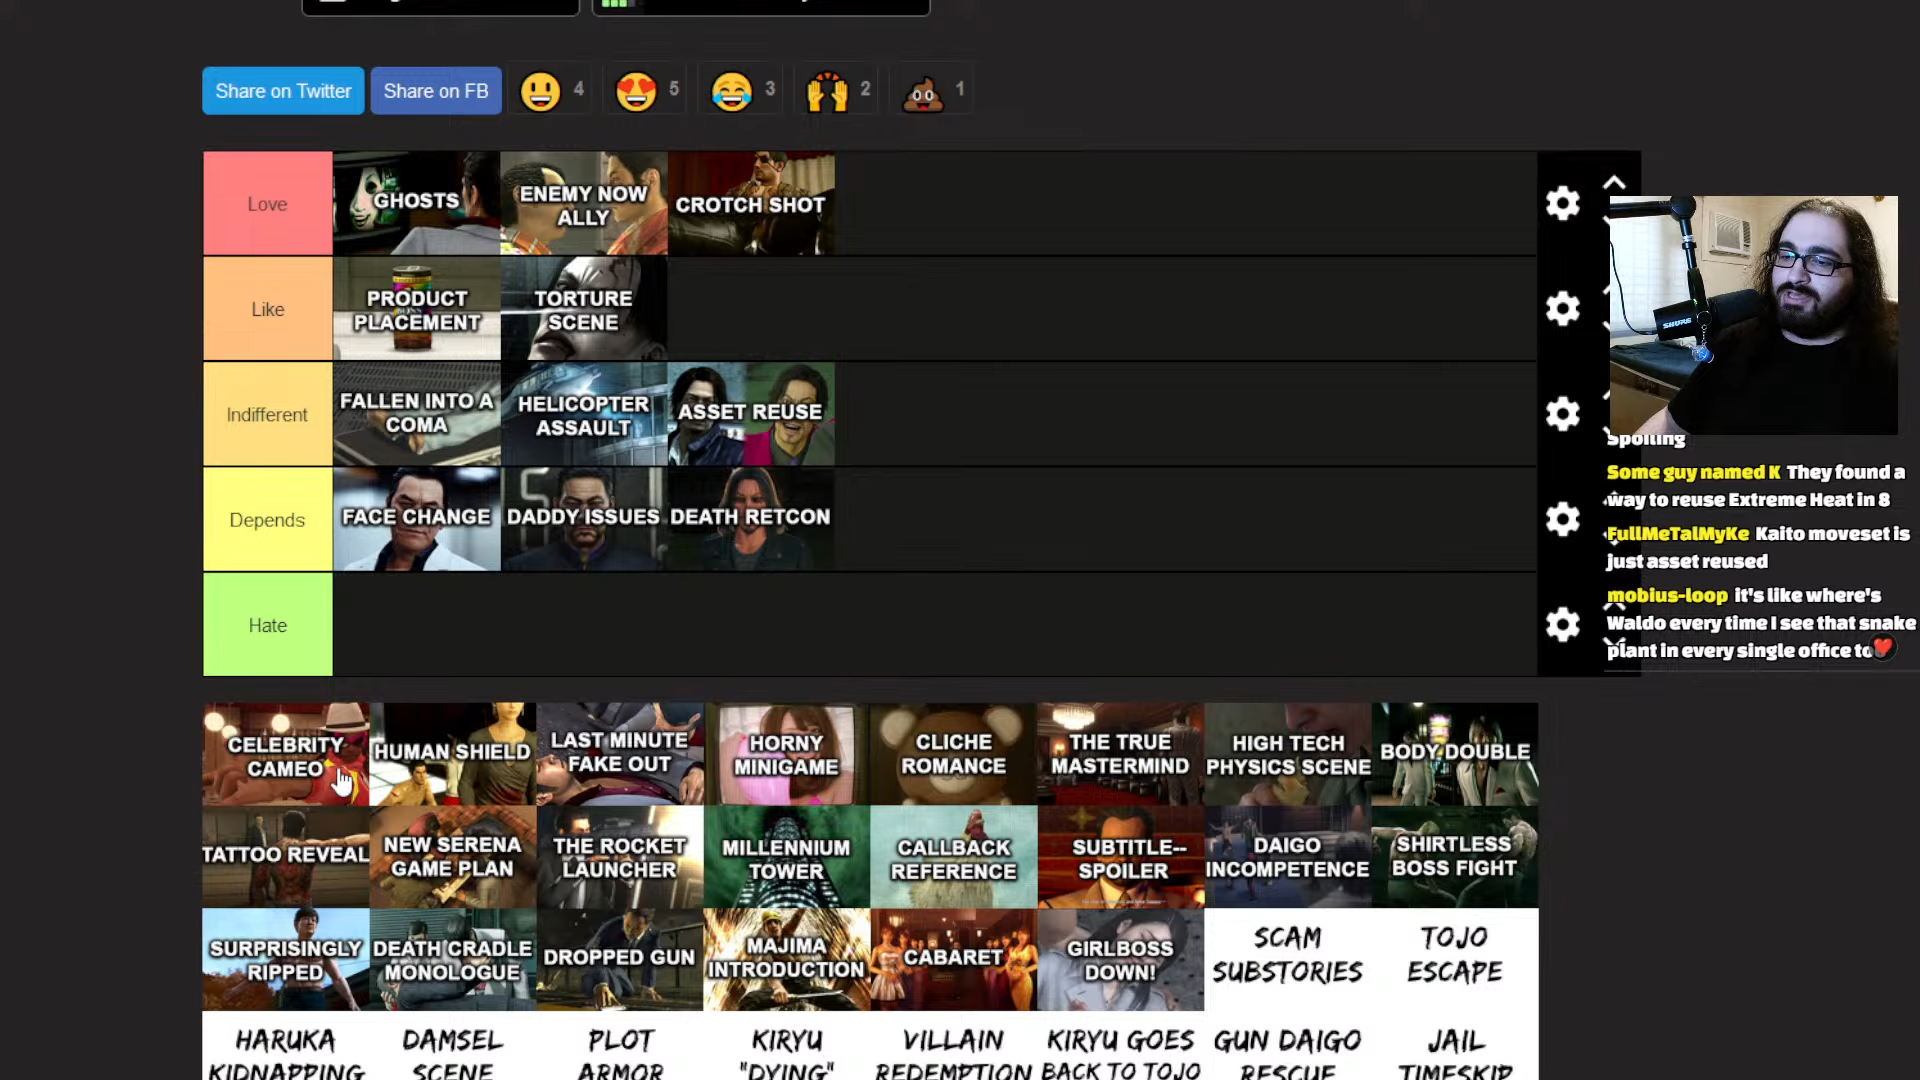 Share on Twitter
Share on FB
4
5
3
2
1
Love
GHOSTS
ENEMY NOW
ALLY
CROTCH SHOT
Like
PRODUCT
PLACEMENT
TORTURE
SCENE
Indifferent
FALLEN INTO A
COMA
HELICOPTER
ASSAULT
ASSET REUSE
Depends
FACE CHANGE
DADDY ISSUES
DEATH RETCON
Hate
SHURE
Spoiling
Some guy named K They found a
way to reuse Extreme Heat in 8
FullMeTalMyKe Kaito moveset is
just asset reused
mobius-loop it's like where's
Waldo every time I see that snake
plant in every single office to
CELEBRITY
CAMEO
HUMAN SHIELD
LAST MINUTE
FAKE OUT
HORNY
MINIGAME
CLICHE
ROMANCE
THE TRUE
MASTERMIND
HIGH TECH
PHYSICS SCENE
BODY DOUBLE
TATTOO REVEAL
NEW SERENA
GAME PLAN
THE ROCKET
LAUNCHER
MILLENNIUM
TOWER
CALLBACK
REFERENCE
SUBTITLE--
SPOILER
DAIGO
INCOMPETENCE
SHIRTLESS
BOSS FIGHT
SURPRISINGLY
RIPPED
DEATH CRADLE
MONOLOGUE
DROPPED GUN
MAJIMA
INTRODUCTION
CABARET
GIRLBOSS
DOWN!
SCAM
SUBSTORIES
TOJO
ESCAPE
HARUKA
KIDNAPPING
DAMSEL
SCENE
PLOT
ARMOR
KIRYU
"DYING"
VILLAIN
REDEMPTION
KIRYU GOES
BACK TO TOJO
GUN DAIGO
RESCUE
JAIL
TIMESKIP